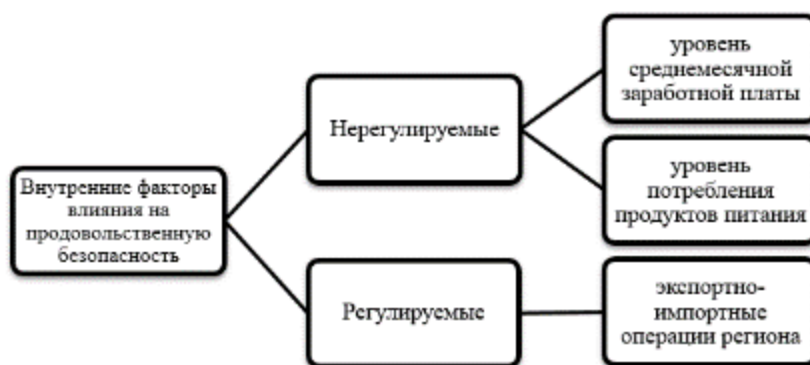 Внутренние факторы
влияния на
продовольственную
безопасность
Нерегулируемые
уровень
среднемесячной
заработной платы
уровень
потребления
продуктов питания
Регулируемые
экспортно-
импортные
операции региона